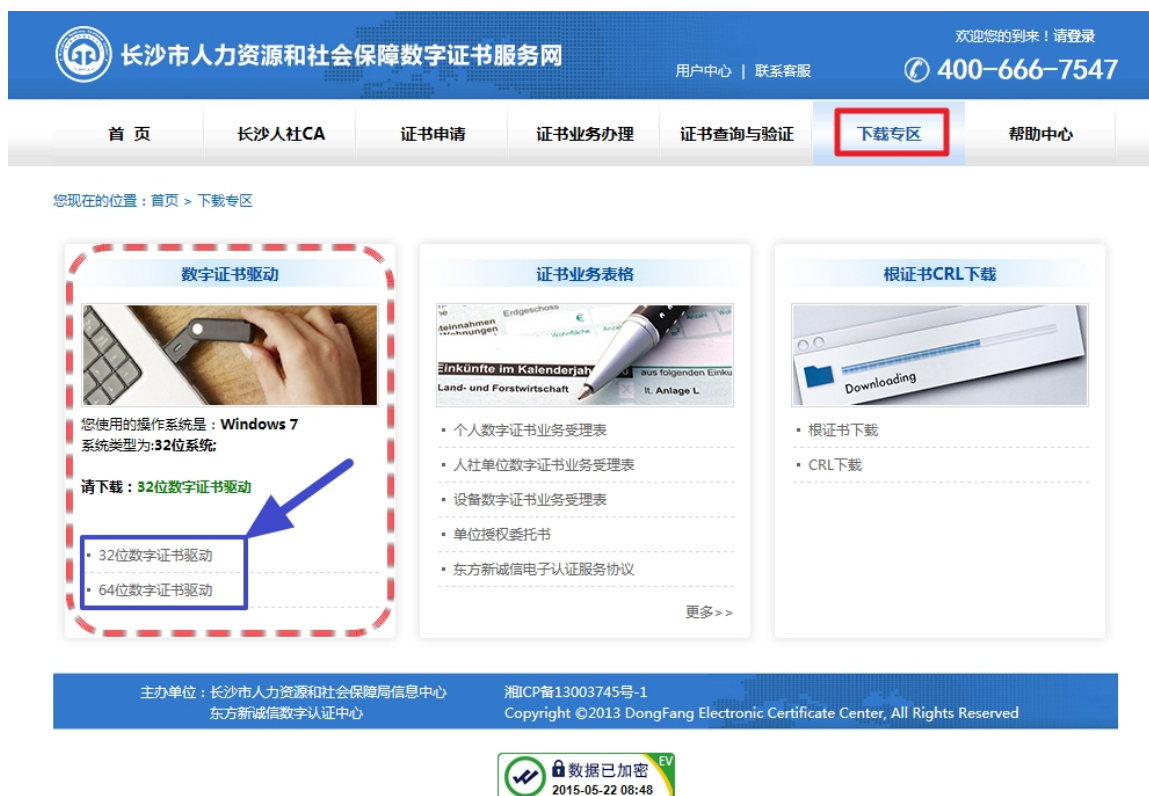 长沙市人力资源和社会保障数字证书服务网
用户中心 | 联系客服
欢迎您的到来！请登录
400-666-7547
首 页
长沙人社CA
证书申请
证书业务办理
证书查询与验证
下载专区
帮助中心
您现在的位置：首页 > 下载专区
数字证书驱动
您使用的操作系统是：Windows 7
系统类型为:32位系统;
请下载：32位数字证书驱动
32位数字证书驱动
64位数字证书驱动
证书业务表格
Erdgeschoss
€
Einkünfte im Kalenderjahr
aus folgenden Einku
Land- und Forstwirtschaft
lt. Anlage L
个人数字证书业务受理表
人社单位数字证书业务受理表
设备数字证书业务受理表
单位授权委托书
东方新诚信电子认证服务协议
更多>>
根证书CRL下载
Downloading
根证书下载
CRL下载
主办单位：长沙市人力资源和社会保障局信息中心
东方新诚信数字认证中心
湘ICP备13003745号-1
Copyright ©2013 DongFang Electronic Certificate Center, All Rights Reserved
数据已加密
EV
2015-05-22 08:48